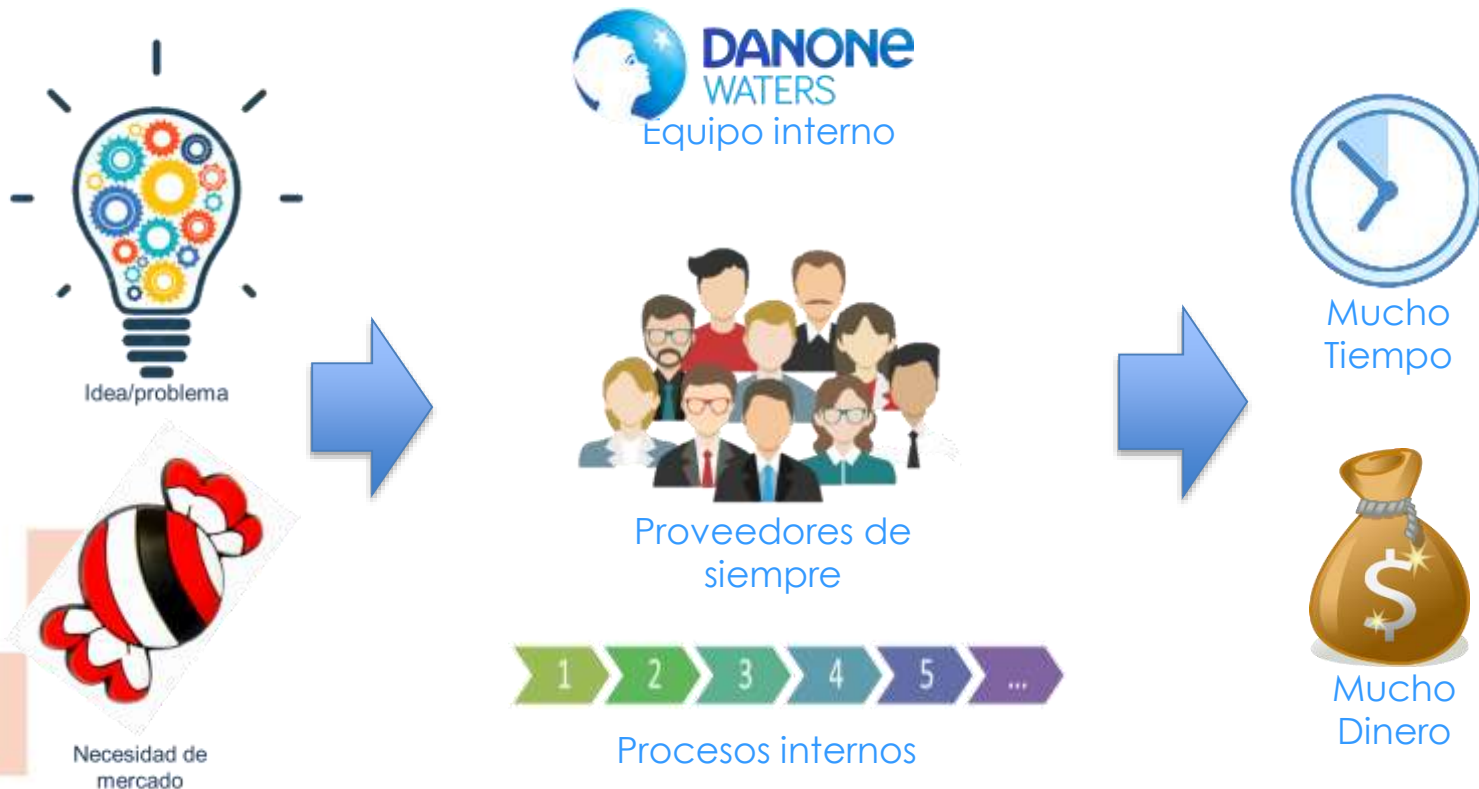 Idea/problema
Necesidad de
mercado
DANONE
WATERS
Equipo interno
Proveedores de
siempre
1 2 3 4 5 ...
Procesos internos
Mucho
Tiempo
$
Mucho
Dinero